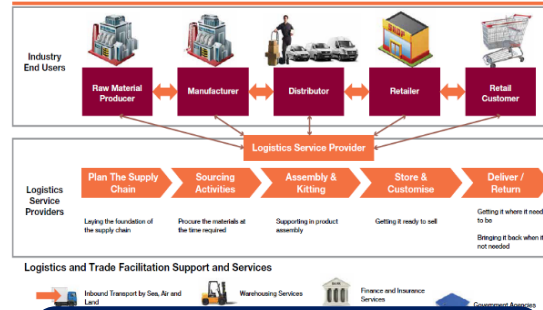 Industry
End Users
SHOP
Raw Material
Producer
Manufacturer
Distributor
Retailer
Retail
Customer
Logistics Service Provider
Logistics
Service
Providers
Plan The Supply
Chain
Sourcing
Activities
Assembly &
Kitting
Store &
Customise
Deliver /
Return
Laying the foundation of
the supply chain
Procure the materials at
the time required
Supporting in product
assembly
Getting it ready to sell
Getting it where it need
to be
Bringing it back when it
not needed
Logistics and Trade Facilitation Support and Services
Inbound Transport by Sea, Air and
Land
Warehousing Services
Finance and Insurance
Services
Government Agencies